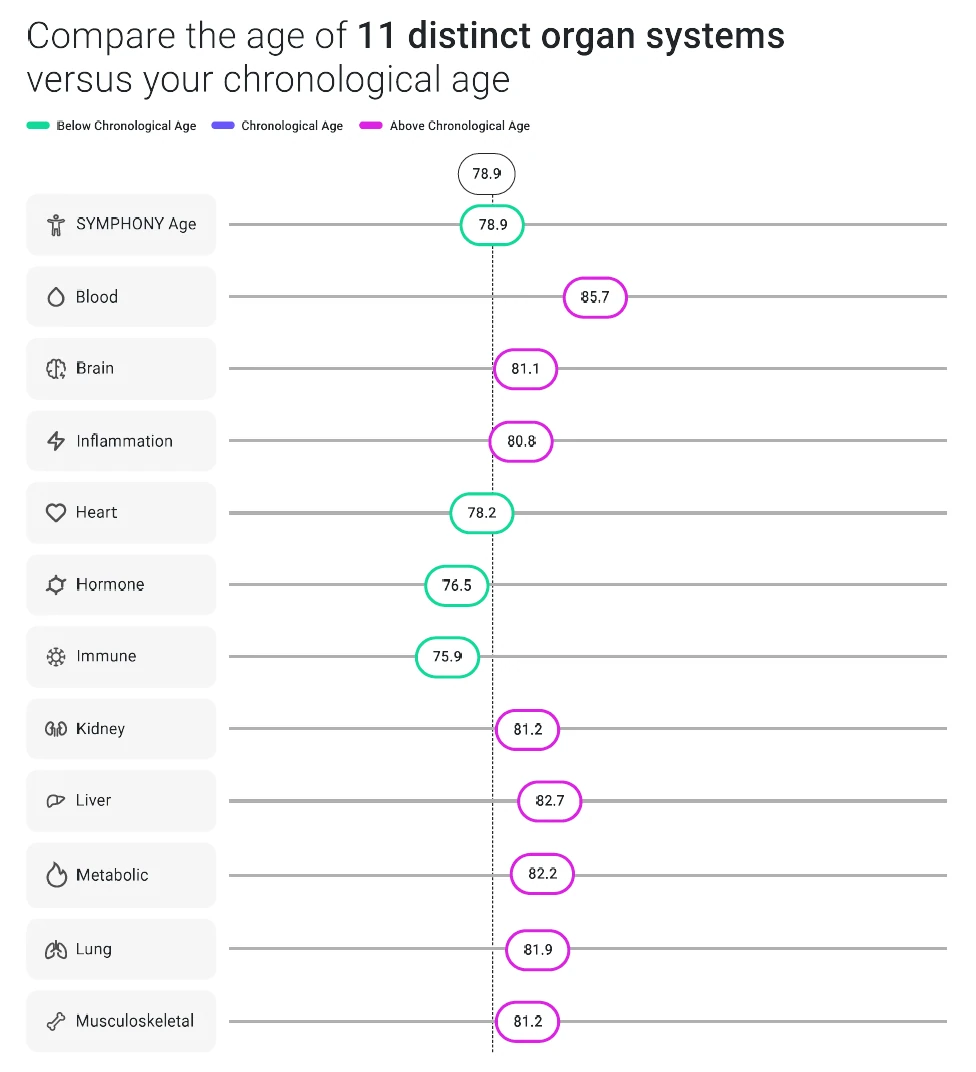 Compare the age of 11 distinct organ systems
versus your chronological age
Below Chronological Age Chronological Age Above Chronological Age
78.9
SYMPHONY Age 78.9
Blood 85.7
Brain 81.1
Inflammation 80.8
Heart 78.2
Hormone 76.5
Immune 75.9
Kidney 81.2
Liver 82.7
Metabolic 82.2
Lung 81.9
Musculoskeletal 81.2